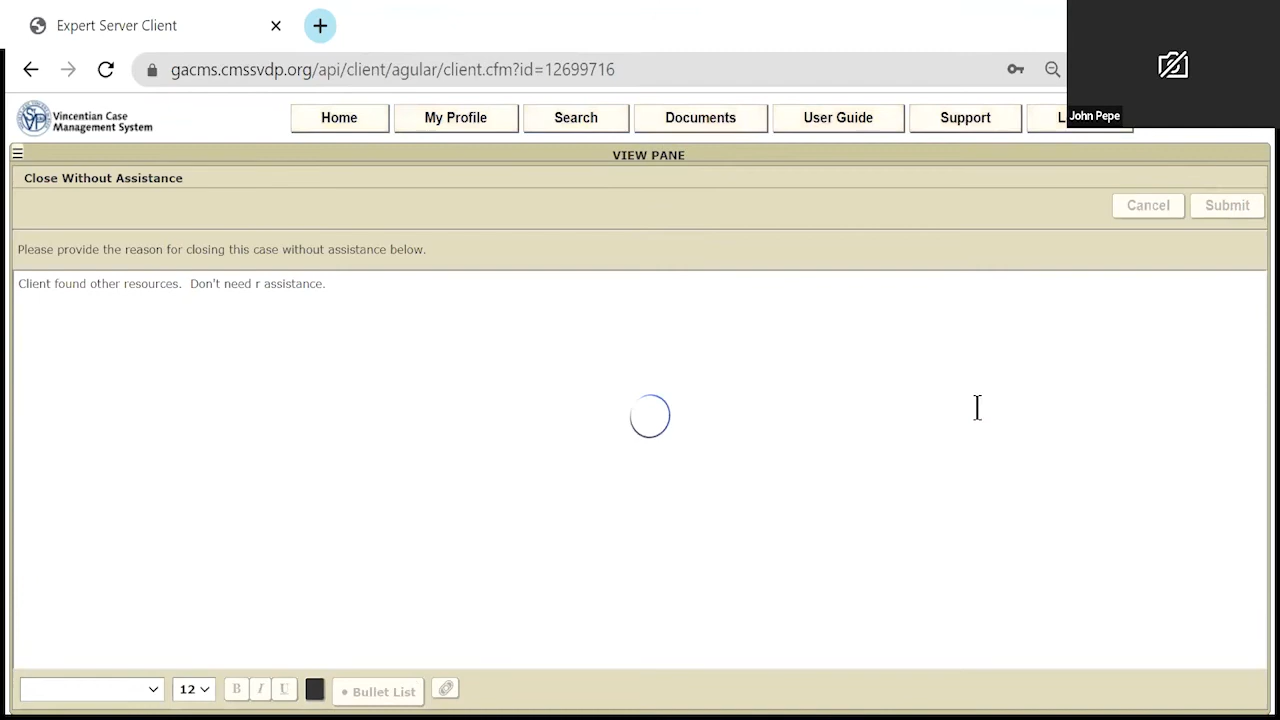 Expert Server Client
gacms.cmssvdp.org/api/client/agular/client.cfm?id=12699716
John Pepe
Vincentian Case
Management System
Home
My Profile
Search
Documents
User Guide
Support
VIEW PANE
Close Without Assistance
Cancel
Submit
Please provide the reason for closing this case without assistance below.
Client found other resources.  Don't need r assistance.
12
B
I
U
• Bullet List